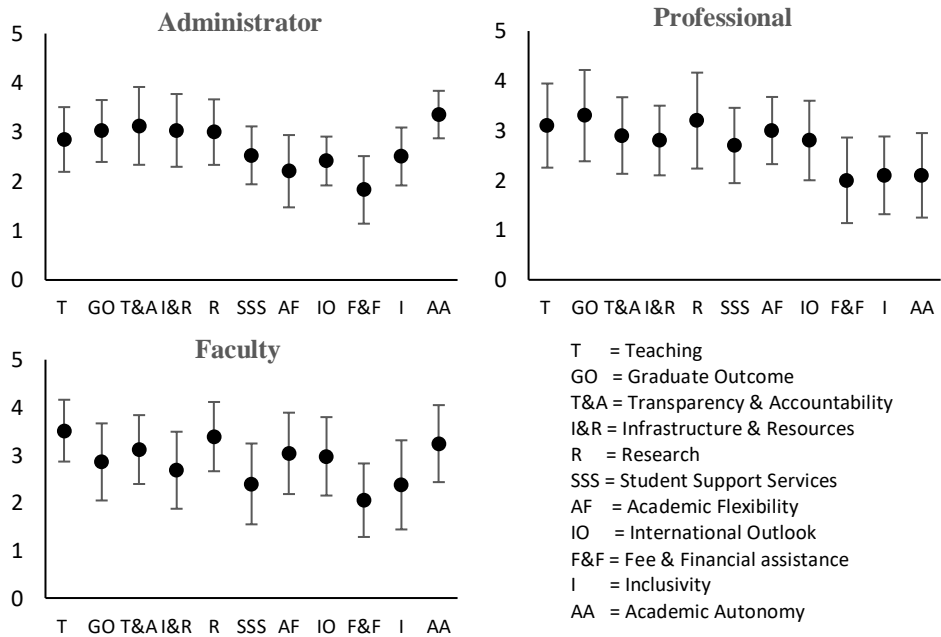 Administrator
5
4
3
2
1
0
T GO T&A I&R R SSS AF IO F&F I AA
Professional
5
4
3
2
1
0
T GO T&A I&R R SSS AF IO F&F I AA
Faculty
5
4
3
2
1
0
T GO T&A I&R R SSS AF IO F&F I AA
T = Teaching
GO = Graduate Outcome
T&A = Transparency & Accountability
I&R = Infrastructure & Resources
R = Research
SSS = Student Support Services
AF = Academic Flexibility
IO = International Outlook
F&F = Fee & Financial assistance
I = Inclusivity
AA = Academic Autonomy